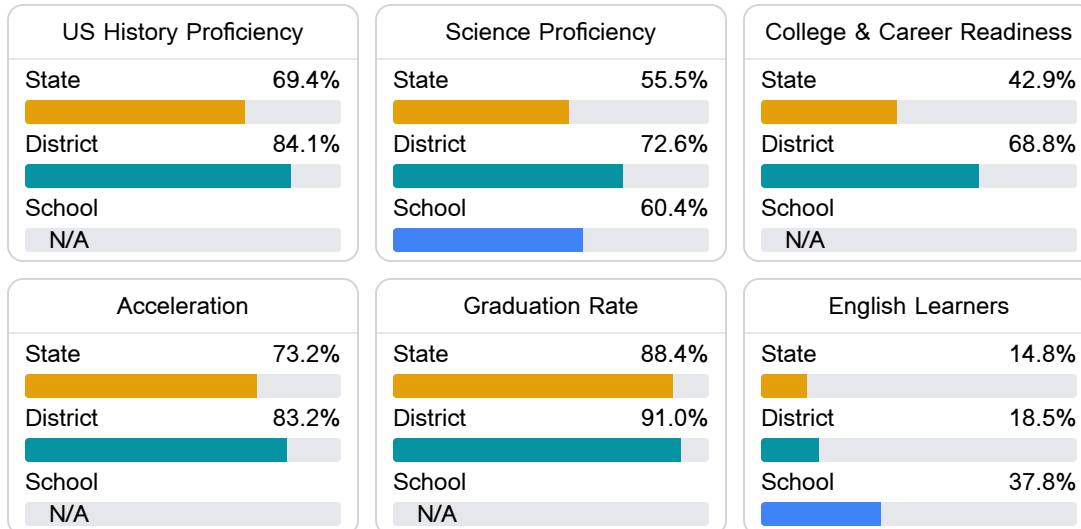 US History Proficiency
State 69.4%
District 84.1%
School
N/A
Science Proficiency
State 55.5%
District 72.6%
School 60.4%
College & Career Readiness
State 42.9%
District 68.8%
School
N/A
Acceleration
State 73.2%
District 83.2%
School
N/A
Graduation Rate
State 88.4%
District 91.0%
School
N/A
English Learners
State 14.8%
District 18.5%
School 37.8%